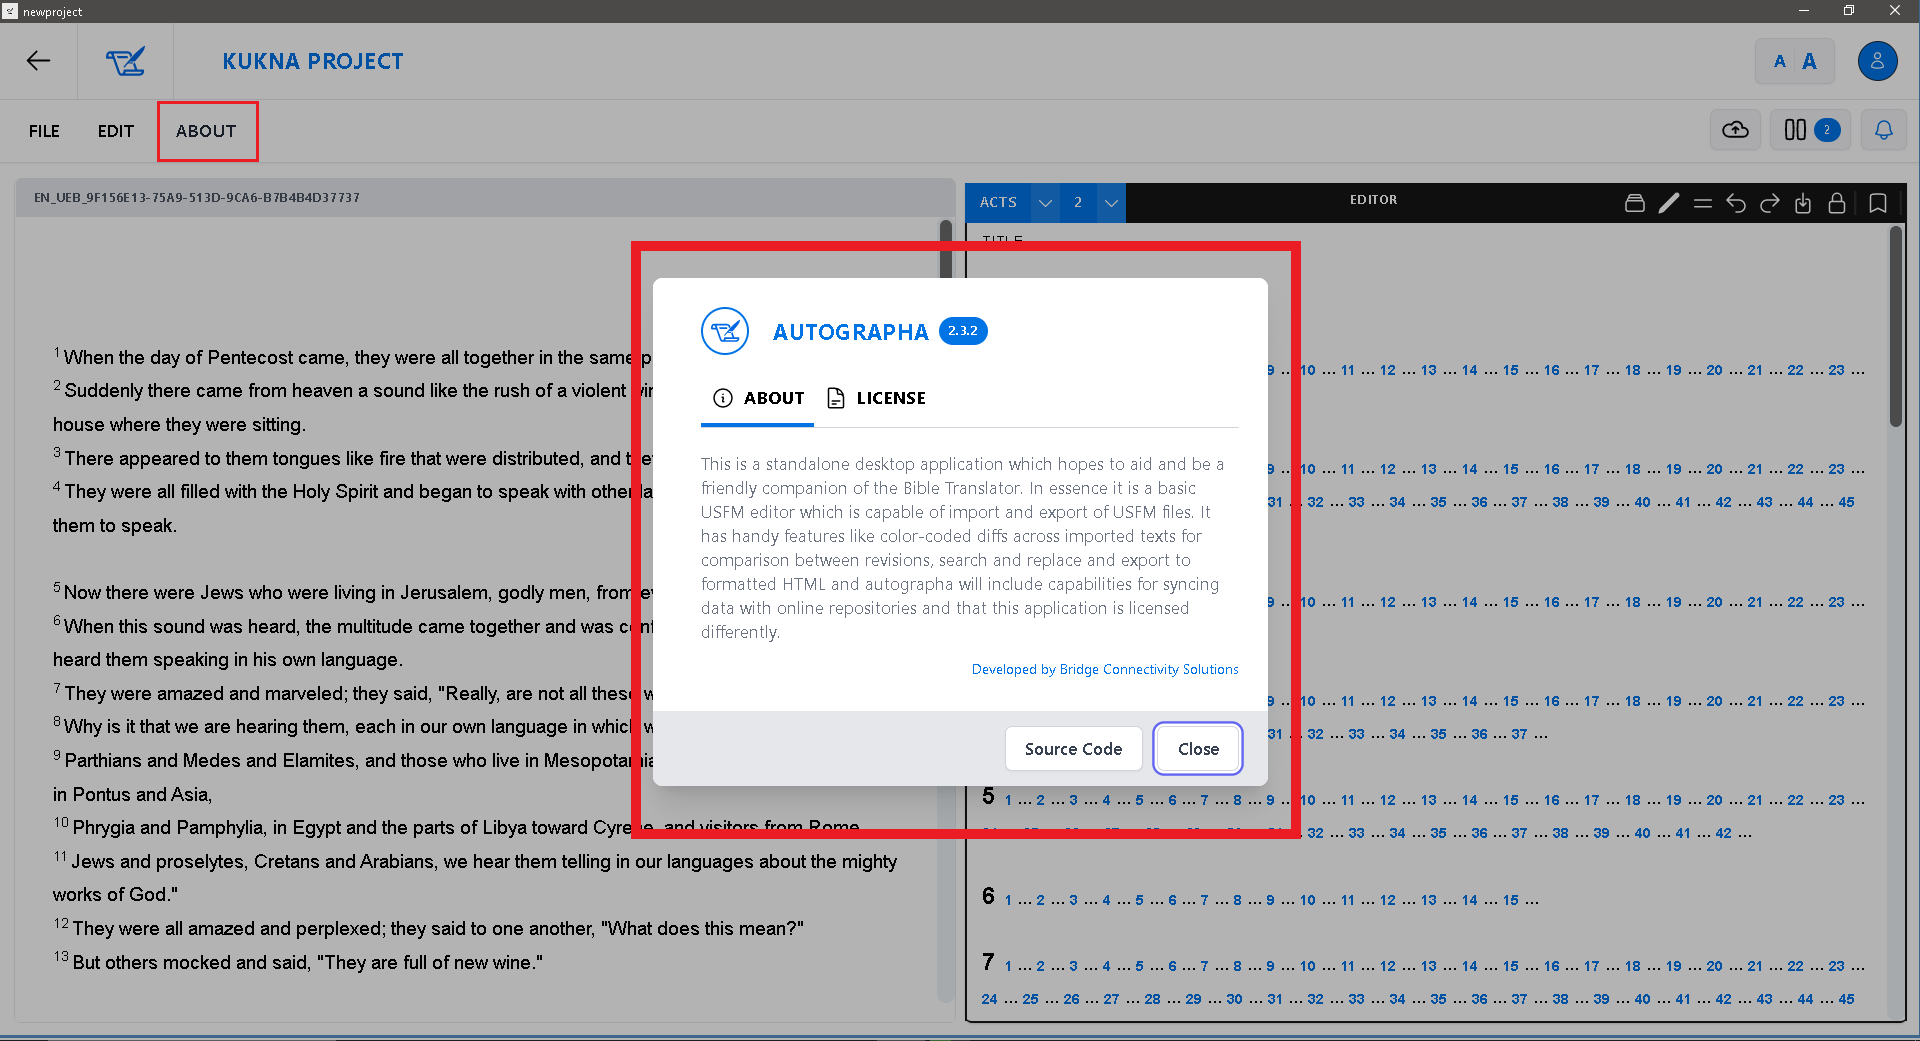 newproject
KUKNA PROJECT
A A
FILE EDIT ABOUT
2
EN_UEB_9F156E13-75A9-513D-9CA6-B7B4B4D37737
1 When the day of Pentecost came, they were all together in the same
2 Suddenly there came from heaven a sound like the rush of a violent
house where they were sitting.
3 There appeared to them tongues like fire that were distributed, and
4 They were all filled with the Holy Spirit and began to speak with other
them to speak.
5 Now there were Jews who were living in Jerusalem, godly men, from
6 When this sound was heard, the multitude came together and was
heard them speaking in his own language.
7 They were amazed and marveled; they said, "Really, are not all these
8 Why is it that we are hearing them, each in our own language in which
9 Parthians and Medes and Elamites, and those who live in
in Pontus and Asia,
10 Phrygia and Pamphylia, in Egypt and the parts of Libya toward Cyrene, and visitors from Rome,
11 Jews and proselytes, Cretans and Arabians, we hear them telling in our languages about the mighty
works of God."
12 They were all amazed and perplexed; they said to one another, "What does this mean?"
13 But others mocked and said, "They are full of new wine."
ACTS 2 EDITOR
TITLE
9 ... 10 ... 11 ... 12 ... 13 ... 14 ... 15 ... 16 ... 17 ... 18 ... 19 ... 20 ... 21 ... 22 ... 23 ...
9 ... 10 ... 11 ... 12 ... 13 ... 14 ... 15 ... 16 ... 17 ... 18 ... 19 ... 20 ... 21 ... 22 ... 23 ...
31 ... 32 ... 33 ... 34 ... 35 ... 36 ... 37 ... 38 ... 39 ... 40 ... 41 ... 42 ... 43 ... 44 ... 45
9 ... 10 ... 11 ... 12 ... 13 ... 14 ... 15 ... 16 ... 17 ... 18 ... 19 ... 20 ... 21 ... 22 ... 23 ...
9 ... 10 ... 11 ... 12 ... 13 ... 14 ... 15 ... 16 ... 17 ... 18 ... 19 ... 20 ... 21 ... 22 ... 23 ...
31 ... 32 ... 33 ... 34 ... 35 ... 36 ... 37 ...
5 1 ... 2 ... 3 ... 4 ... 5 ... 6 ... 7 ... 8 ... 9 ... 10 ... 11 ... 12 ... 13 ... 14 ... 15 ... 16 ... 17 ... 18 ... 19 ... 20 ... 21 ... 22 ... 23 ...
32 ... 33 ... 34 ... 35 ... 36 ... 37 ... 38 ... 39 ... 40 ... 41 ... 42 ...
6 1 ... 2 ... 3 ... 4 ... 5 ... 6 ... 7 ... 8 ... 9 ... 10 ... 11 ... 12 ... 13 ... 14 ... 15 ...
7 1 ... 2 ... 3 ... 4 ... 5 ... 6 ... 7 ... 8 ... 9 ... 10 ... 11 ... 12 ... 13 ... 14 ... 15 ... 16 ... 17 ... 18 ... 19 ... 20 ... 21 ... 22 ... 23 ...
24 ... 25 ... 26 ... 27 ... 28 ... 29 ... 30 ... 31 ... 32 ... 33 ... 34 ... 35 ... 36 ... 37 ... 38 ... 39 ... 40 ... 41 ... 42 ... 43 ... 44 ... 45
AUTOGRAPHA 2.3.2
ABOUT LICENSE
This is a standalone desktop application which hopes to aid and be a
friendly companion of the Bible Translator. In essence it is a basic
USFM editor which is capable of import and export of USFM files. It
has handy features like color-coded diffs across imported texts for
comparison between revisions, search and replace and export to
formatted HTML and autographa will include capabilities for syncing
data with online repositories and that this application is licensed
differently.
Developed by Bridge Connectivity Solutions
Source Code Close